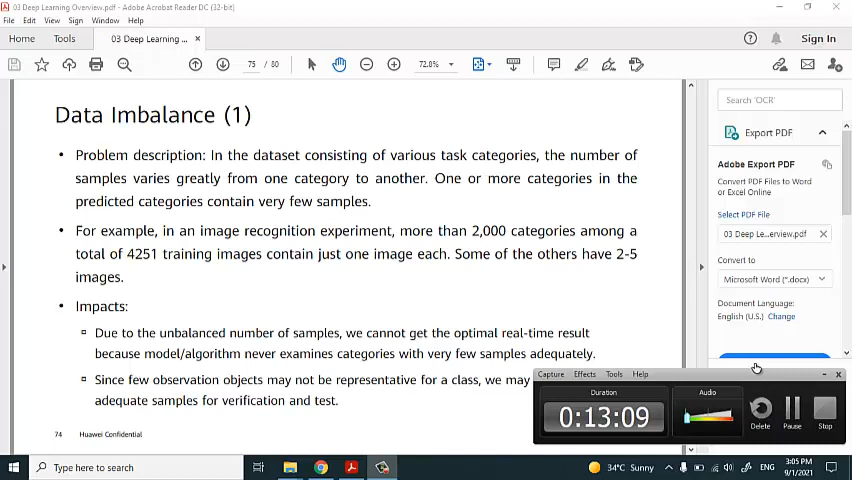 03 Deep Learning Overview.pdf - Adobe Acrobat Reader DC (32-bit)
File Edit View Sign Window Help
Home Tools 03 Deep Learning ... × Sign In
75 / 80 72.8%
Data Imbalance (1)
• Problem description: In the dataset consisting of various task categories, the number of
samples varies greatly from one category to another. One or more categories in the
predicted categories contain very few samples.
• For example, in an image recognition experiment, more than 2,000 categories among a
total of 4251 training images contain just one image each. Some of the others have 2-5
images.
• Impacts:
Due to the unbalanced number of samples, we cannot get the optimal real-time result
because model/algorithm never examines categories with very few samples adequately.
Since few observation objects may not be representative for a class, we may
adequate samples for verification and test.
74 Huawei Confidential
Search 'OCR'
Export PDF
Adobe Export PDF
Convert PDF Files to Word
or Excel Online
Select PDF File
03 Deep Le...erview.pdf
Convert to
Microsoft Word (*.docx)
Document Language:
English (U.S.) Change
Capture Effects Tools Help
Duration
0:13:09
Audio
Delete Pause Stop
Type here to search
34°C Sunny
ENG
3:05 PM
9/1/2021